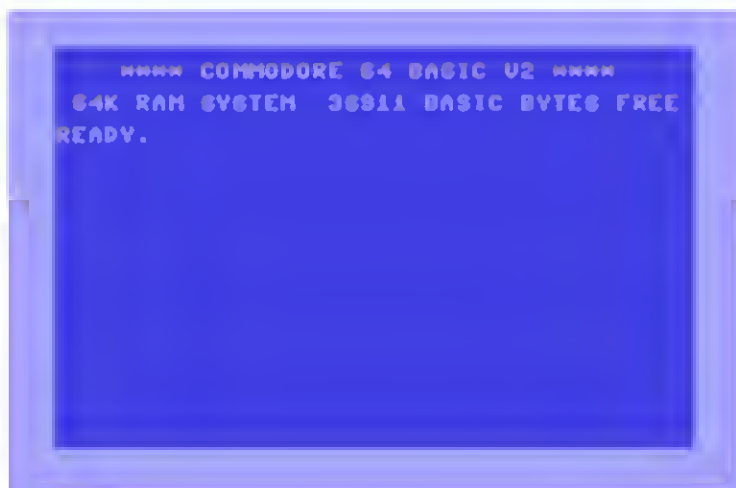 **** COMMODORE 64 BASIC V2 ****
64K RAM SYSTEM 38911 BASIC BYTES FREE
READY.